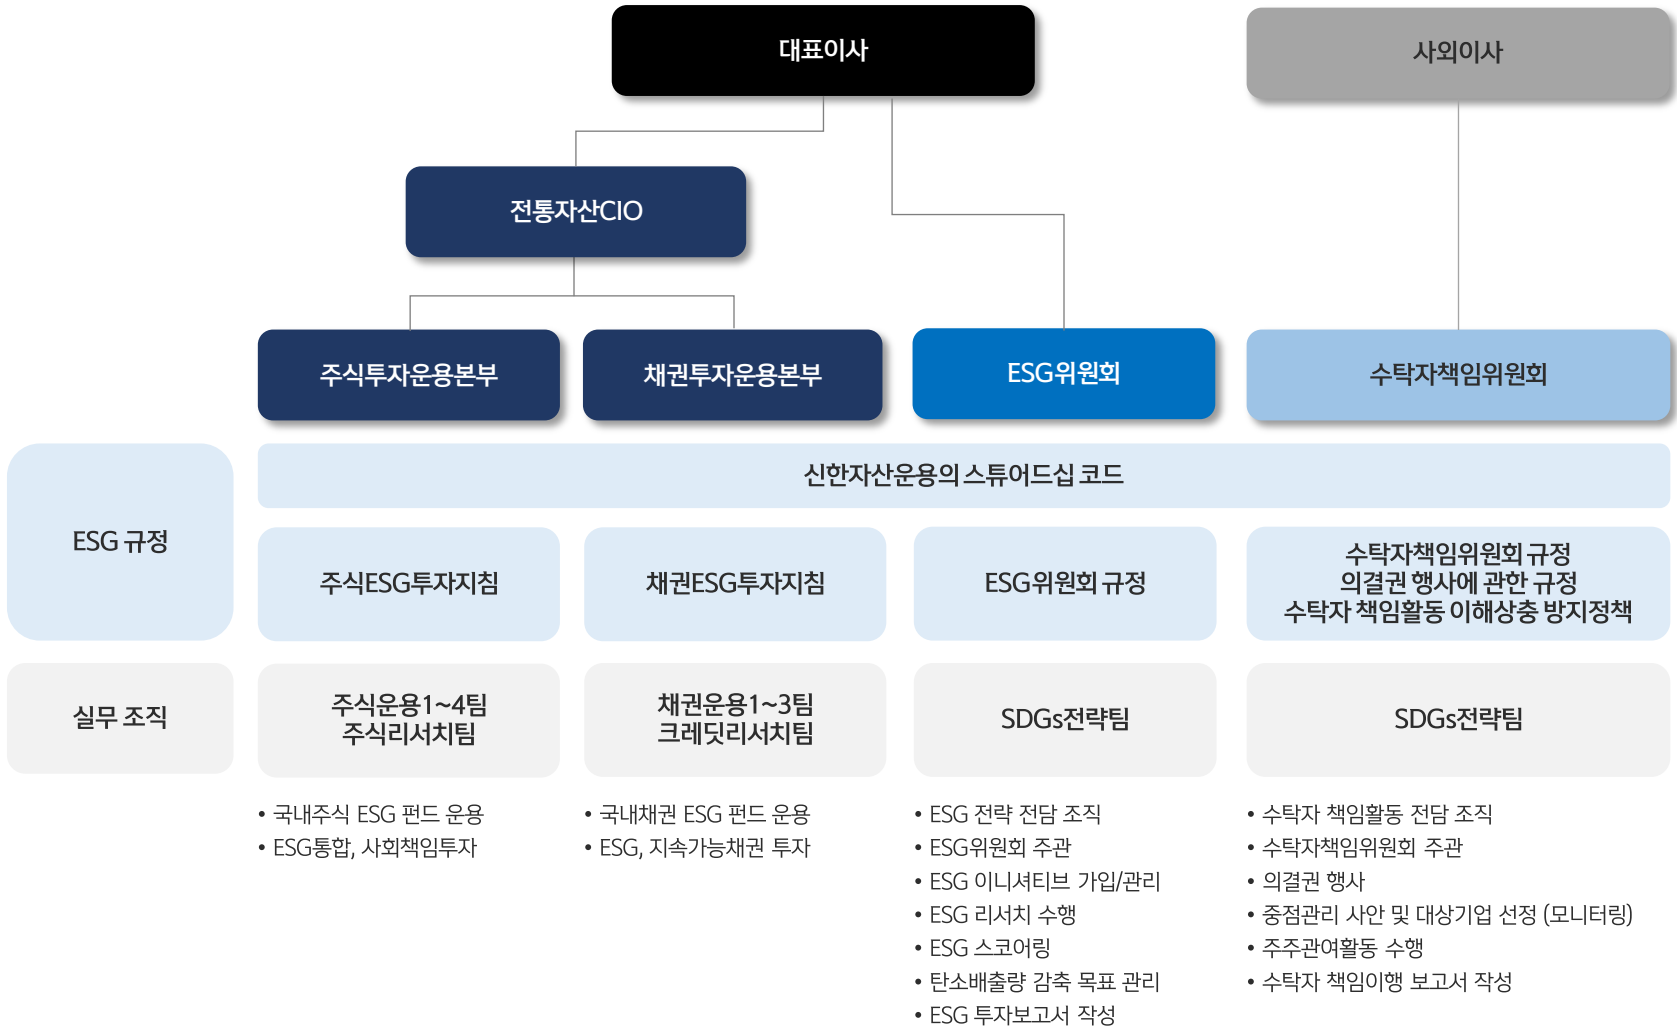 대표이사
사외이사
전통자산CIO
주식투자운용본부
채권투자운용본부
ESG위원회
수탁자책임위원회
ESG 규정
신한자산운용의 스튜어드십 코드
주식ESG투자지침
채권ESG투자지침
ESG위원회 규정
수탁자책임위원회 규정
의결권 행사에 관한 규정
수탁자 책임활동 이해상충 방지정책
실무 조직
주식운용1~4팀
주식리서치팀
채권운용1~3팀
크레딧리서치팀
SDGs전략팀
SDGs전략팀
• 국내주식 ESG 펀드 운용
• ESG통합, 사회책임투자
• 국내채권 ESG 펀드 운용
• ESG, 지속가능채권 투자
• ESG 전략 전담 조직
• ESG위원회 주관
• ESG 이니셔티브 가입/관리
• ESG 리서치 수행
• ESG 스코어링
• 탄소배출량 감축 목표 관리
• ESG 투자보고서 작성
• 수탁자 책임활동 전담 조직
• 수탁자책임위원회 주관
• 의결권 행사
• 중점관리 사안 및 대상기업 선정 (모니터링)
• 주주관여활동 수행
• 수탁자 책임이행 보고서 작성